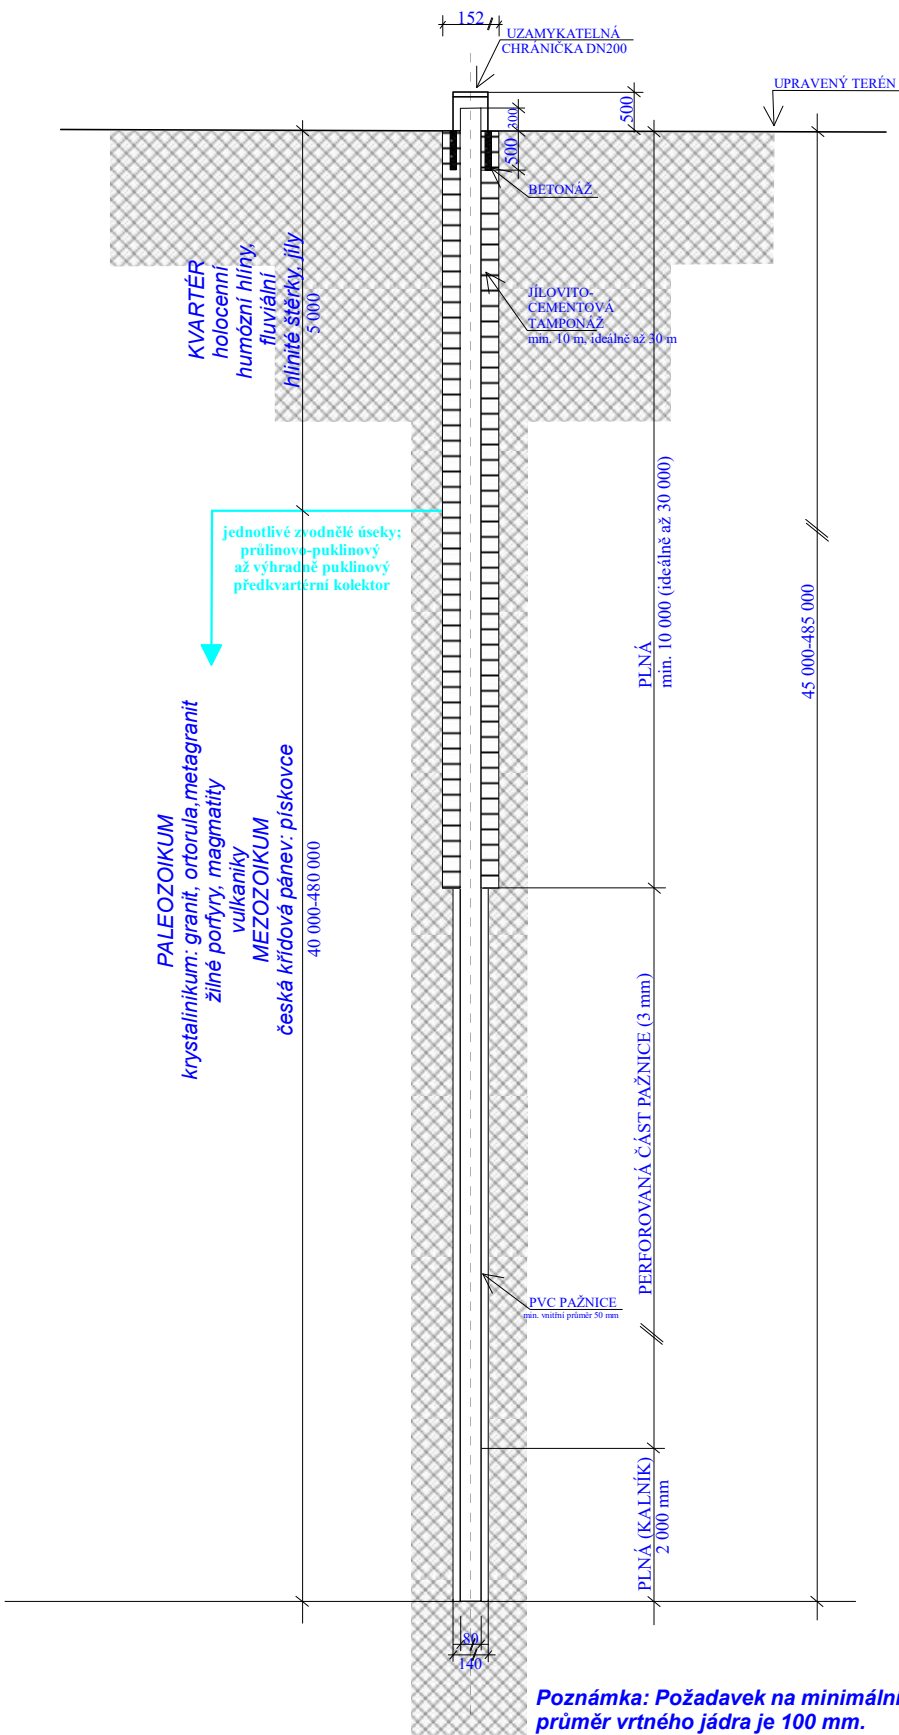 152
UZAMYKATELNÁ
CHRÁNIČKA DN200
UPRAVENÝ TERÉN
500
300
500
BETONÁŽ
KVARTÉR
holocenní
humózní hlíny,
fluviální
hlinité štěrky, jíly
5 000
JÍLOVITO-
CEMENTOVÁ
TAMPONÁŽ
min. 10 m, ideálně až 30 m
PLNÁ
min. 10 000 (ideálně až 30 000)
45 000-485 000
jednotlivé zvodnělé úseky;
průlinovo-puklinový
až výhradně puklinový
předkvartérní kolektor
PALEOZOIKUM
krystalinikum: granit, ortorula,metagranit
žilné porfyry, magmatity
vulkaniky
MEZOZOIKUM
česká křídová pánev: pískovce
40 000-480 000
PERFOROVANÁ ČÁST PAŽNICE (3 mm)
PVC PAŽNICE
min. vnitřní průměr 50 mm
PLNÁ (KALNÍK)
2 000 mm
80
140
Poznámka: Požadavek na minimální
průměr vrtného jádra je 100 mm.